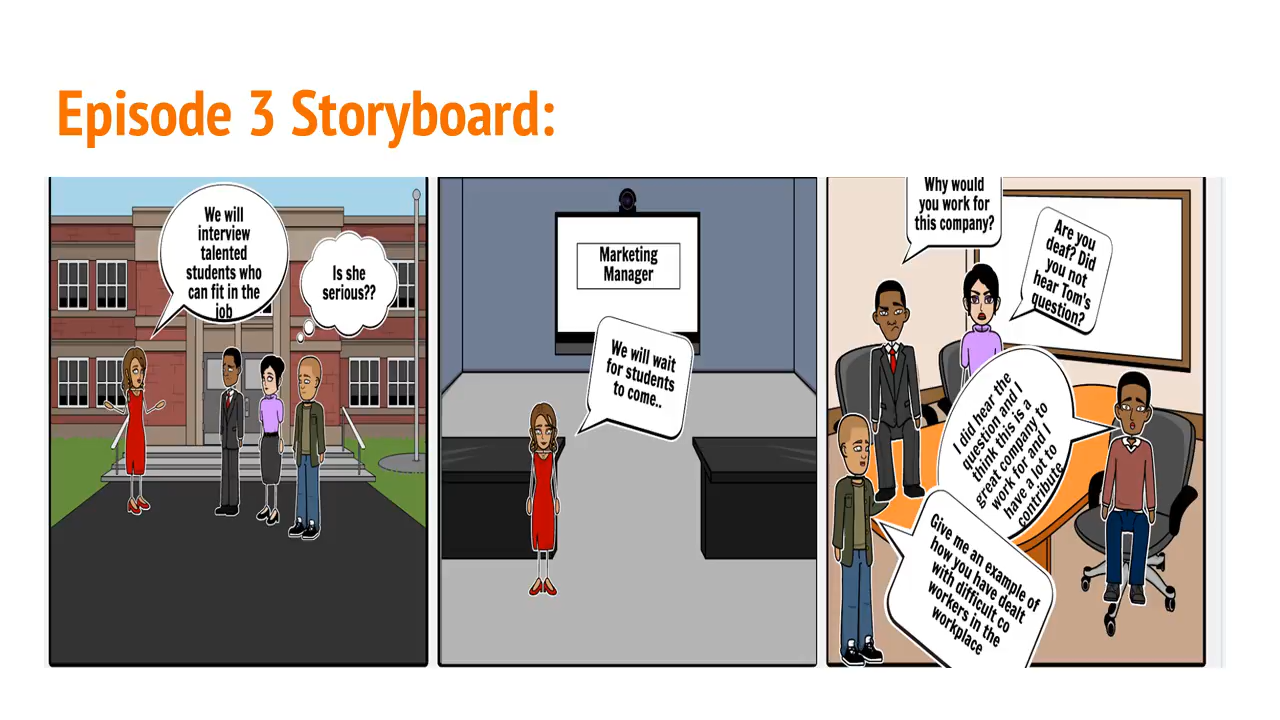 Episode 3 Storyboard:
We will
interview
talented
students who
can fit in the
job
Is she
serious??
Marketing
Manager
We will wait
for students
to come..
Why would
you work for
this company?
Are you
deaf? Did
you not
hear Tom's
question?
I did hear the
question and I
think this is a
great company to
work for and I
have a lot to
contribute
Give me an example of
how you have dealt
with difficult co
workers in the
workplace